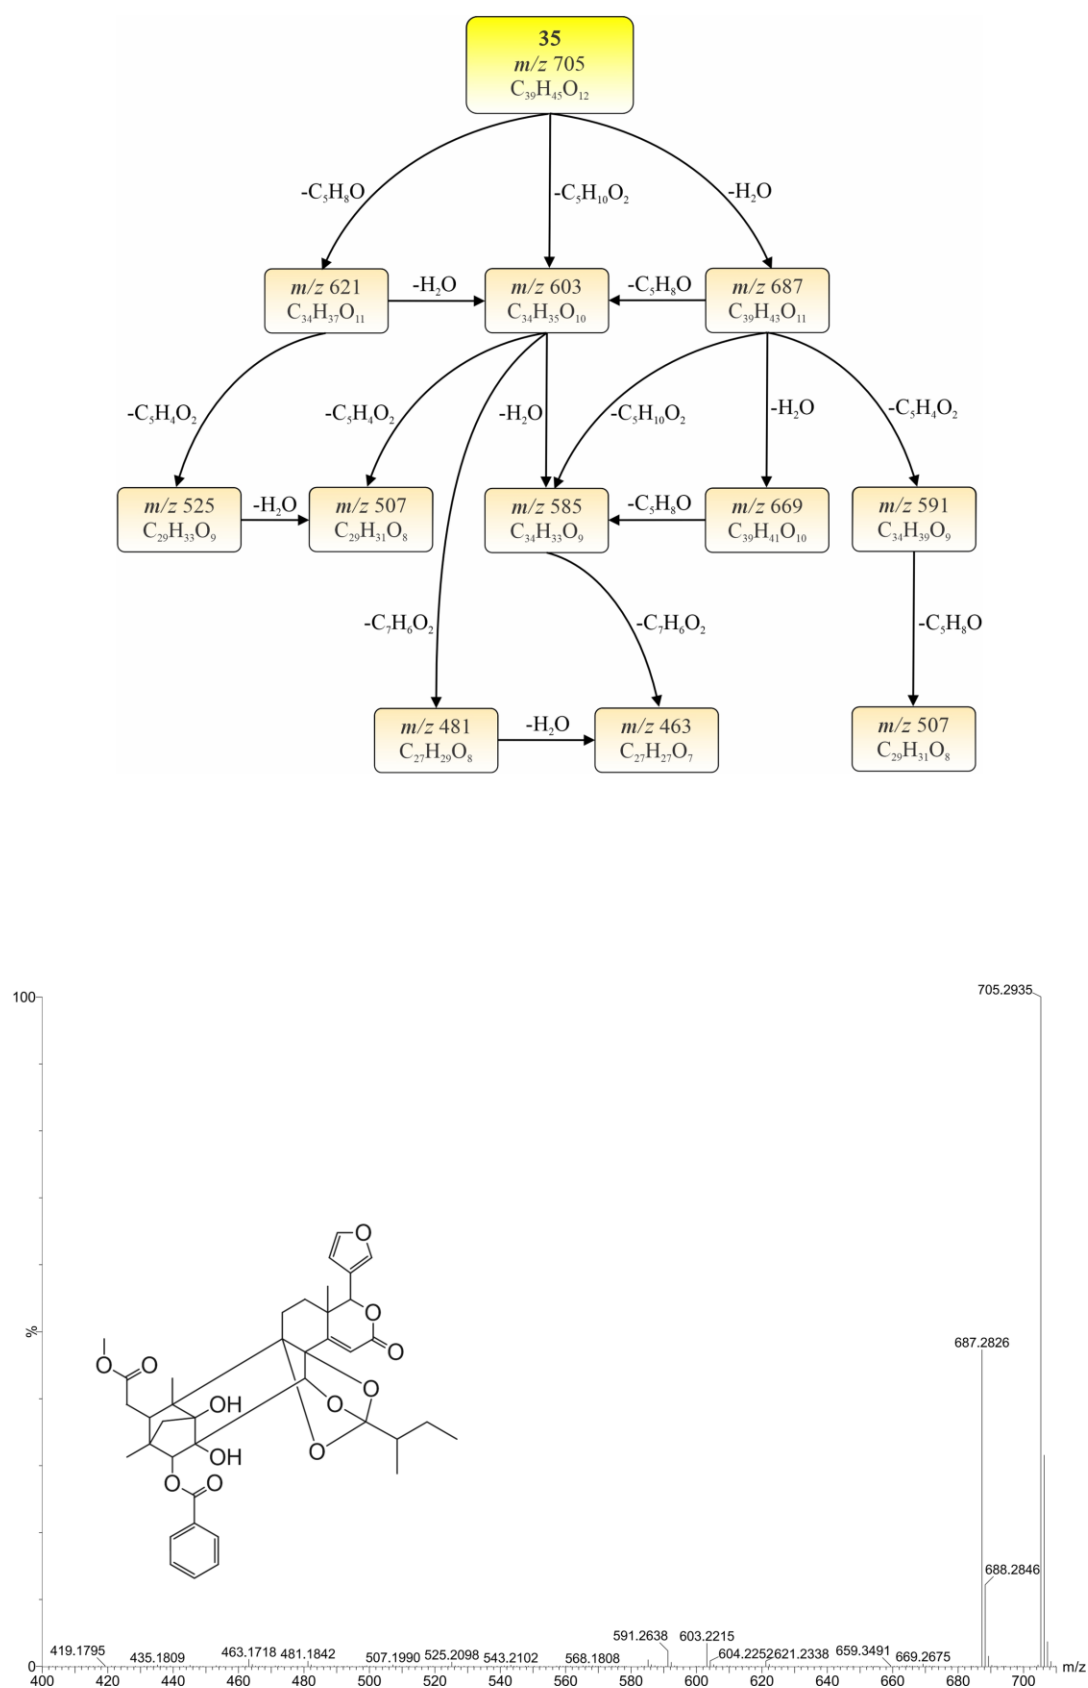 35
m/z 705
C₃₉H₄₅O₁₂
-C₅H₈O
-C₅H₁₀O₂
-H₂O
m/z 621
C₃₄H₃₇O₁₁
-H₂O
m/z 603
C₃₄H₃₅O₁₀
-C₅H₈O
m/z 687
C₃₉H₄₃O₁₁
-C₅H₄O₂
-C₅H₄O₂
-H₂O
-C₅H₁₀O₂
-H₂O
-C₅H₄O₂
m/z 525
C₂₉H₃₃O₉
-H₂O
m/z 507
C₂₉H₃₁O₈
m/z 585
C₃₄H₃₃O₉
-C₅H₈O
m/z 669
C₃₉H₄₁O₁₀
m/z 591
C₃₄H₃₉O₉
-C₇H₆O₂
-C₇H₆O₂
-C₅H₈O
m/z 481
C₂₇H₂₉O₈
-H₂O
m/z 463
C₂₇H₂₇O₇
m/z 507
C₂₉H₃₁O₈
100
705.2935
O
O
O
%
687.2826
O O
O
OH
O
OH
O
O O
688.2846
419.1795
435.1809
463.1718
481.1842
507.1990
525.2098
543.2102
568.1808
591.2638
603.2215
604.2252
621.2338
659.3491
669.2675
0
m/z
400 420 440 460 480 500 520 540 560 580 600 620 640 660 680 700